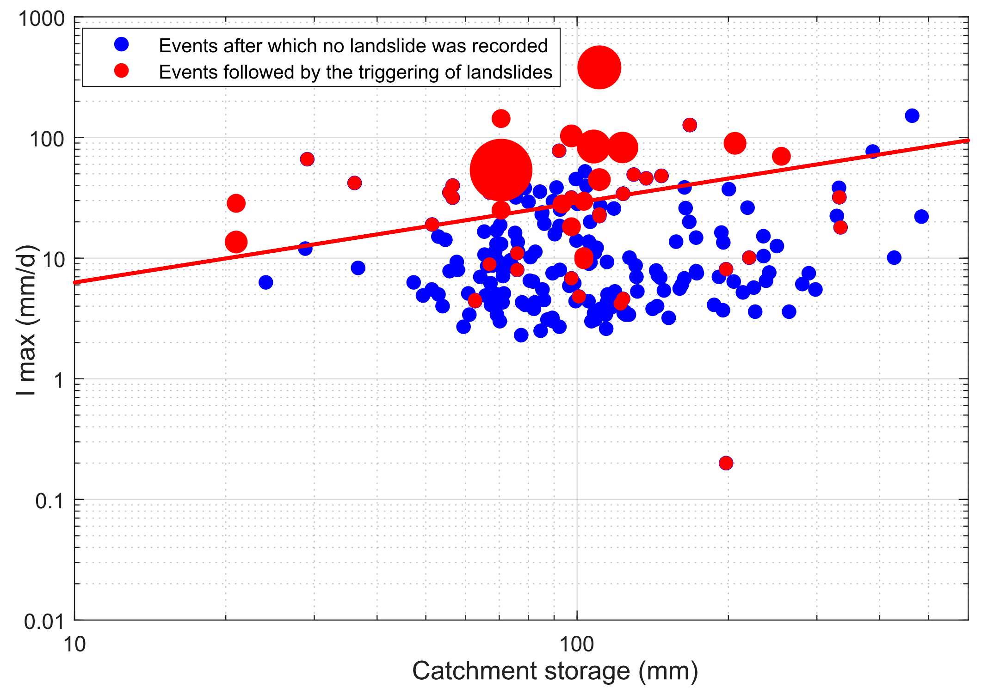 1000
Events after which no landslide was recorded
Events followed by the triggering of landslides
100
10
1
0.1
0.01
I max (mm/d)
10
100
Catchment storage (mm)